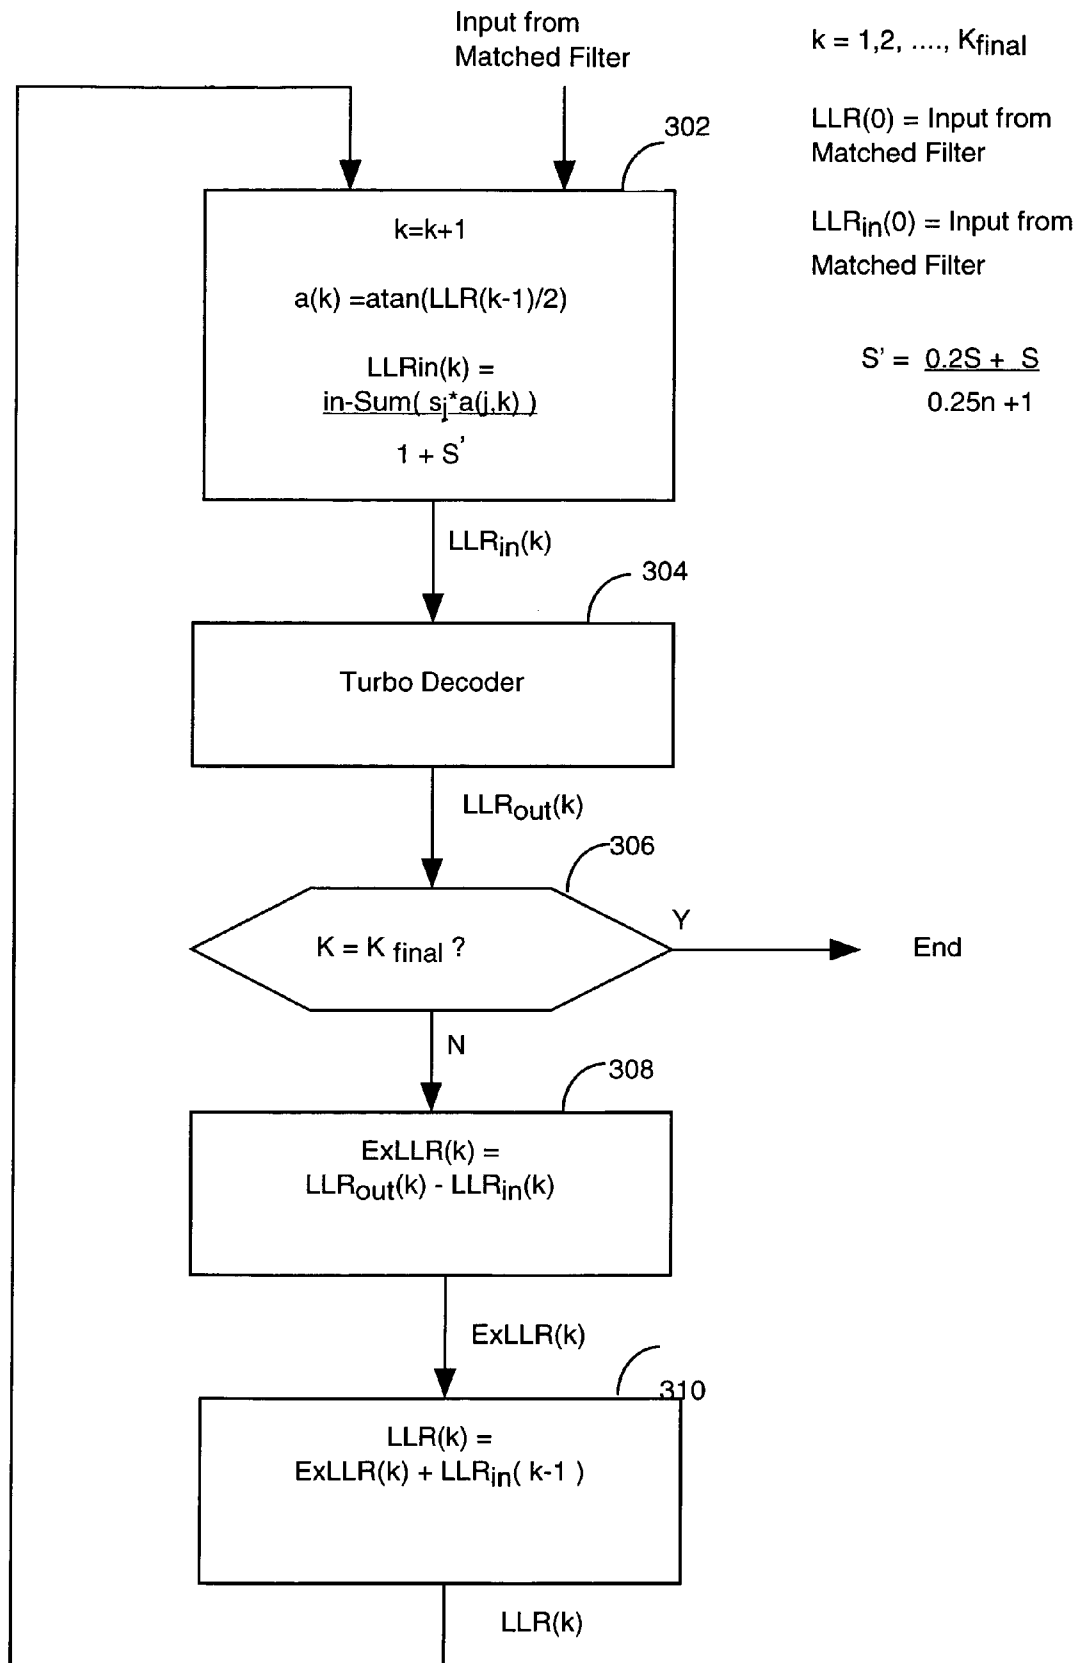 Input from
Matched Filter
k = 1,2, ...., Kfinal
LLR(0) = Input from
Matched Filter
LLRin(0) = Input from
Matched Filter
S' = 0.2S + S
0.25n +1
302
k=k+1
a(k) =atan(LLR(k-1)/2)
LLRin(k) =
in-Sum( sj*a(j,k) )
1 + S'
LLRin(k)
304
Turbo Decoder
LLRout(k)
306
K = K final ?
Y
End
N
308
ExLLR(k) =
LLRout(k) - LLRin(k)
ExLLR(k)
310
LLR(k) =
ExLLR(k) + LLRin( k-1 )
LLR(k)